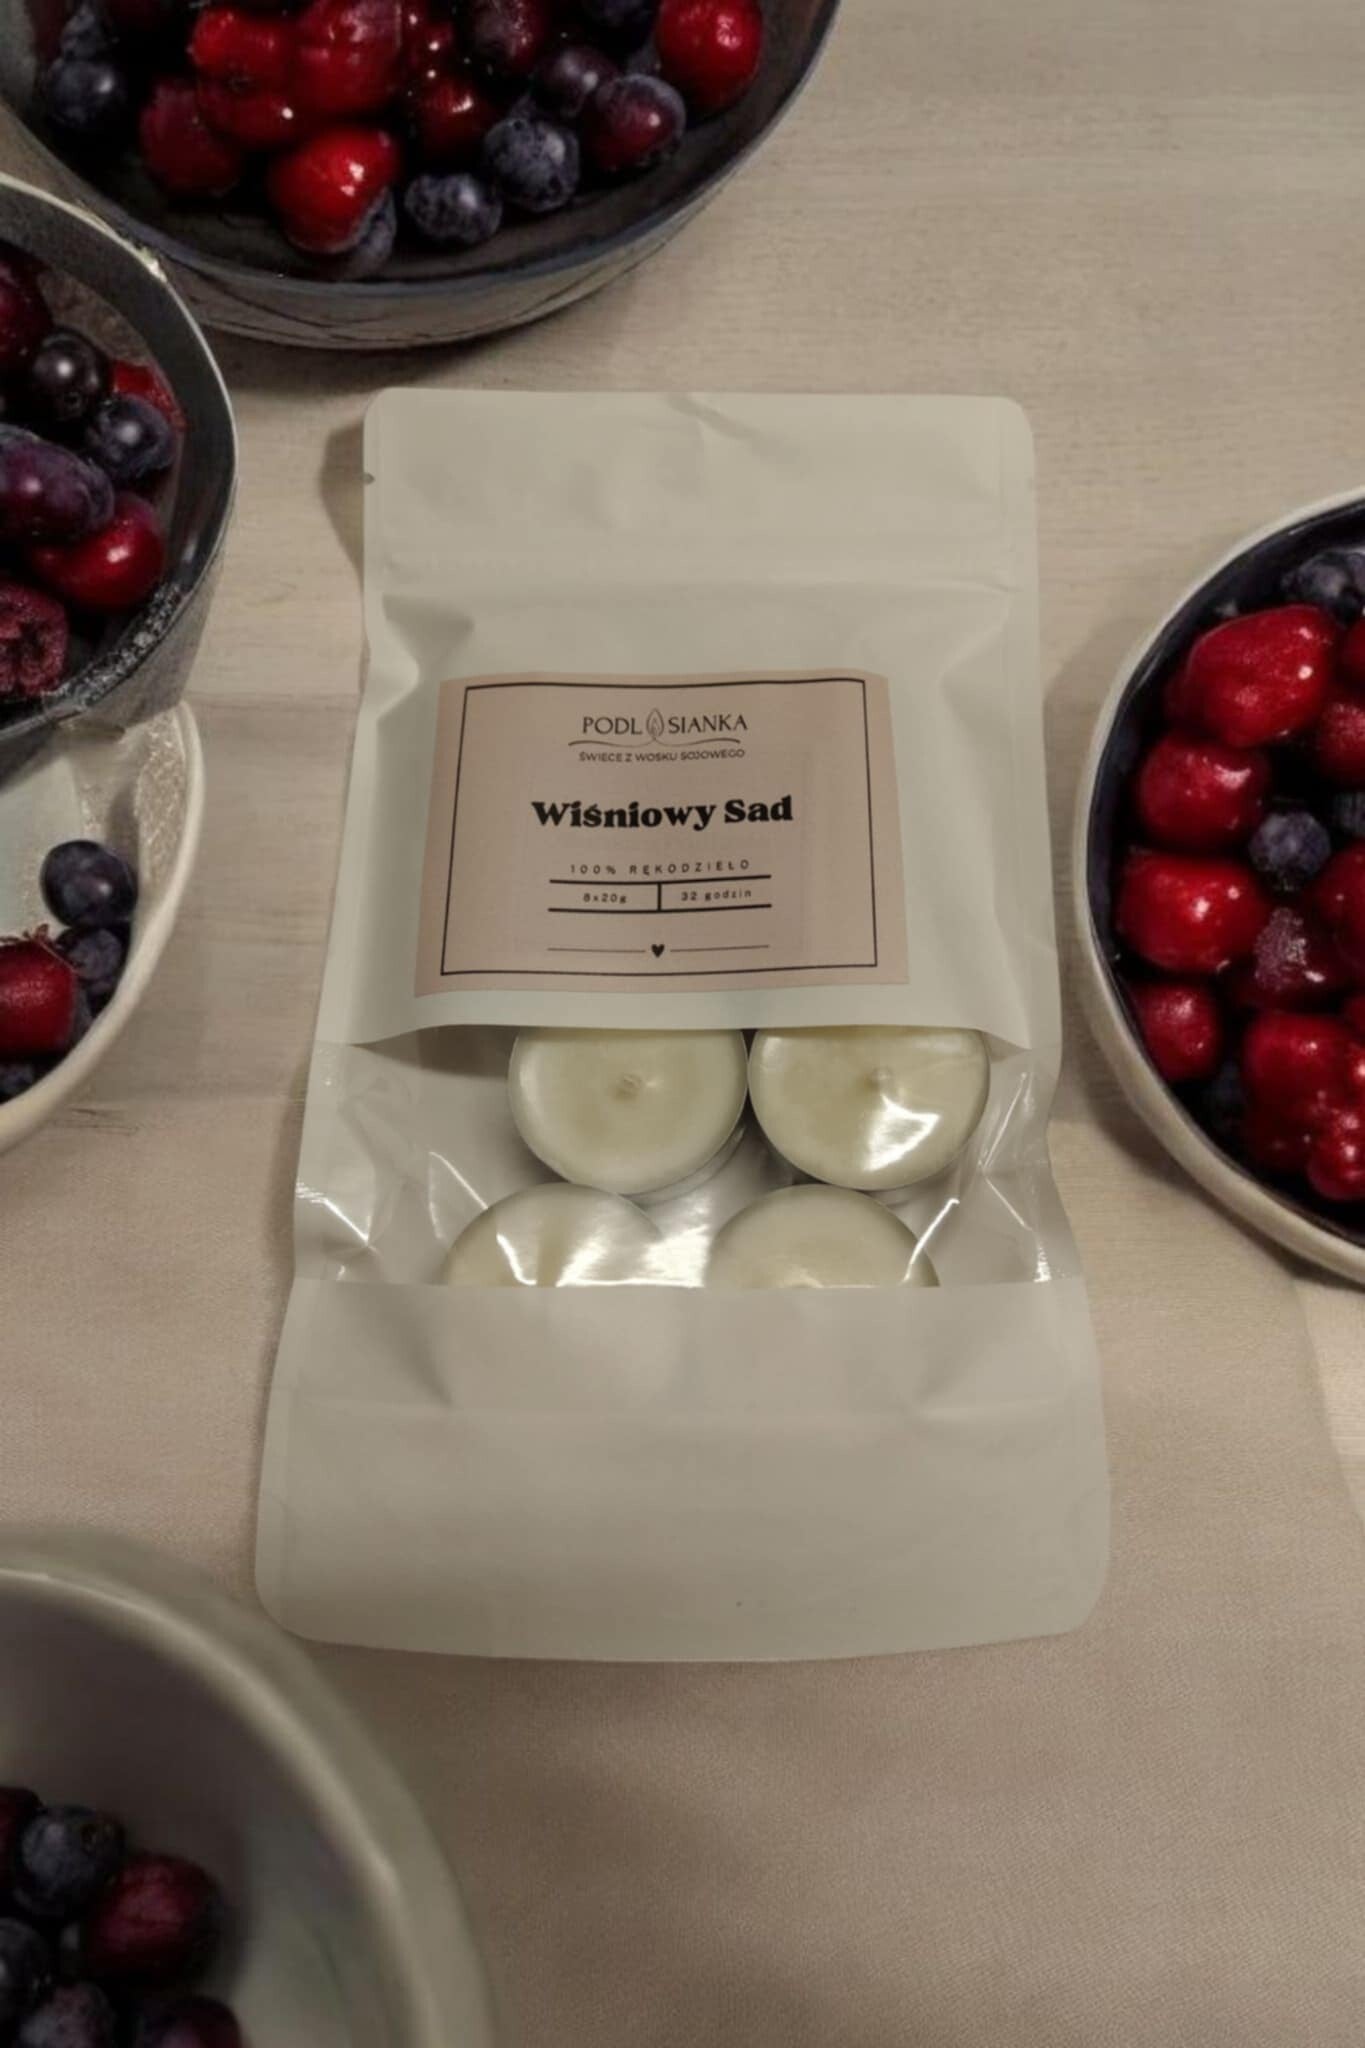 PODLASIANKA
ŚWIECE Z WOSKU SOJOWEGO
Wiśniowy Sad
100% RĘKODZIEŁO
8x20g
32 godzin